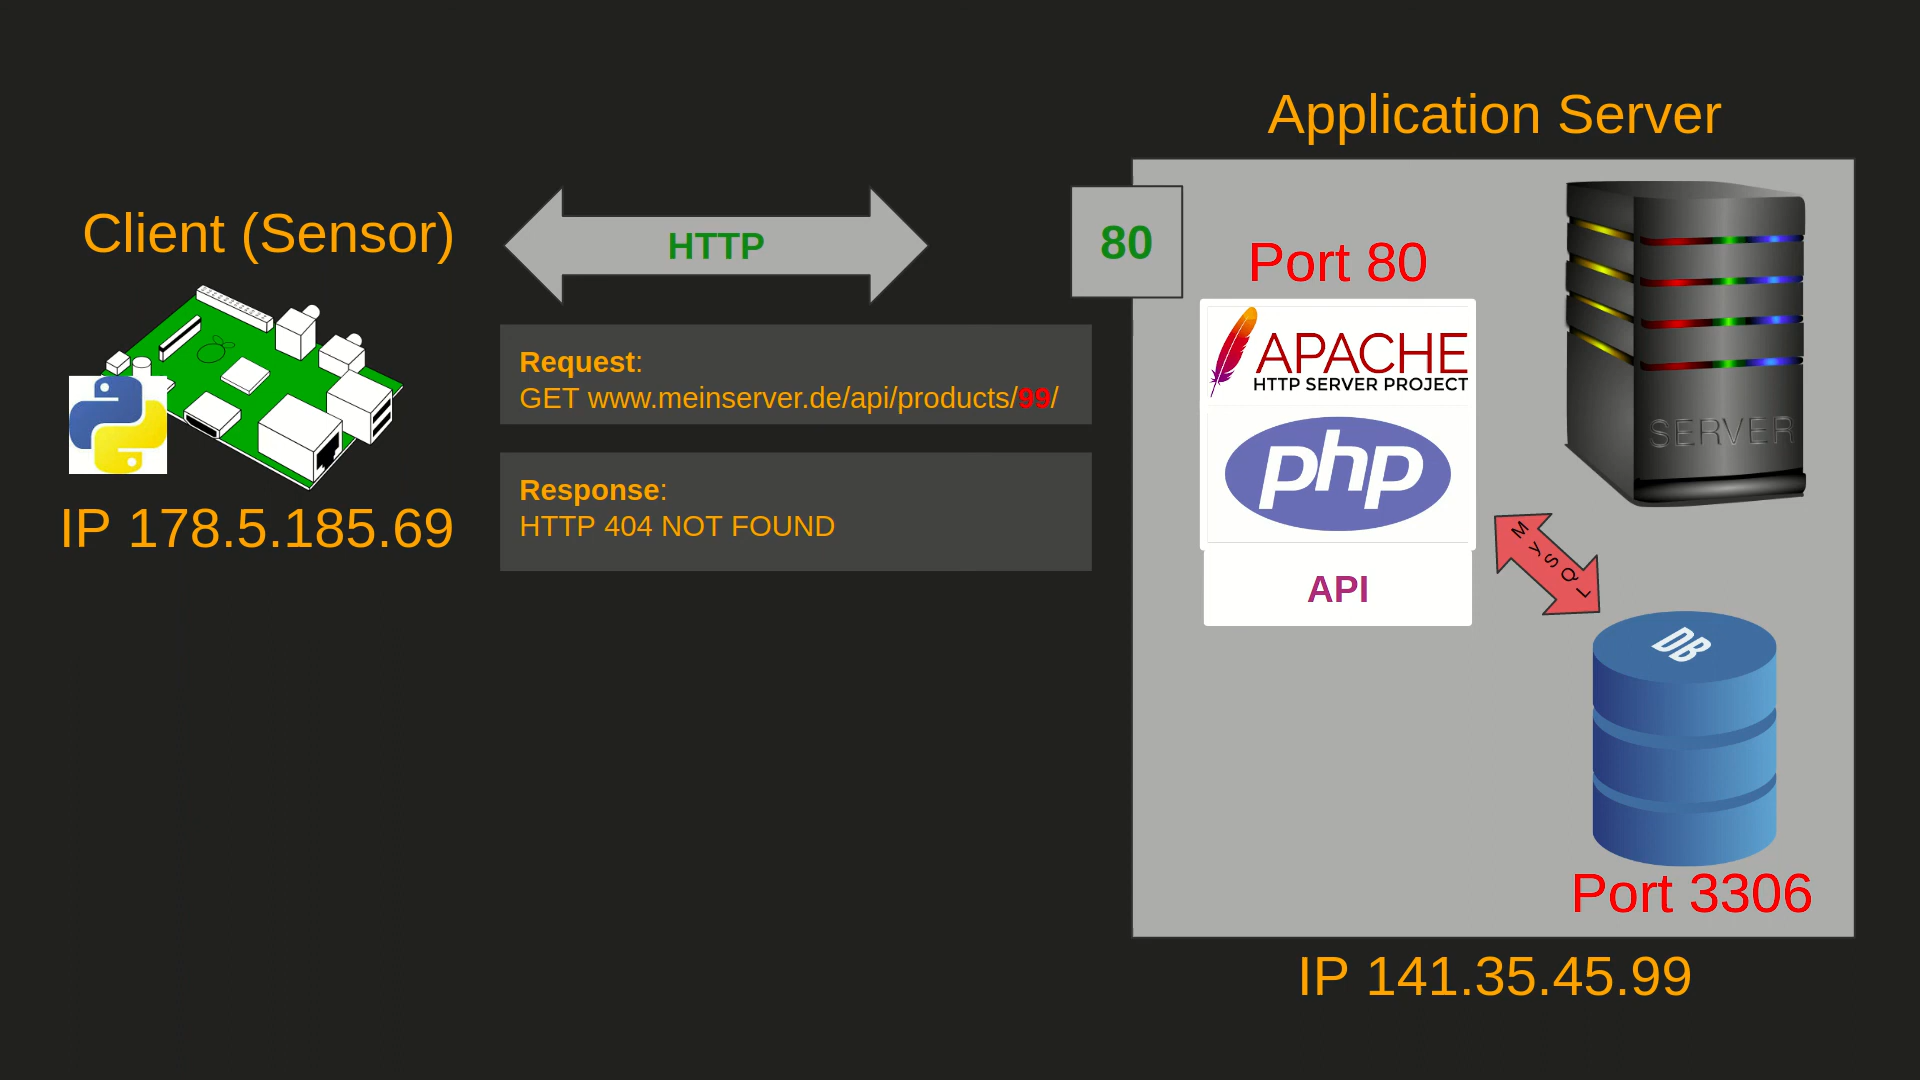 Application Server
Client (Sensor)
HTTP
80
Port 80
Request:
GET www.meinserver.de/api/products/99/
Response:
HTTP 404 NOT FOUND
IP 178.5.185.69
APACHE
HTTP SERVER PROJECT
php
API
SERVER
MySQL
DB
Port 3306
IP 141.35.45.99